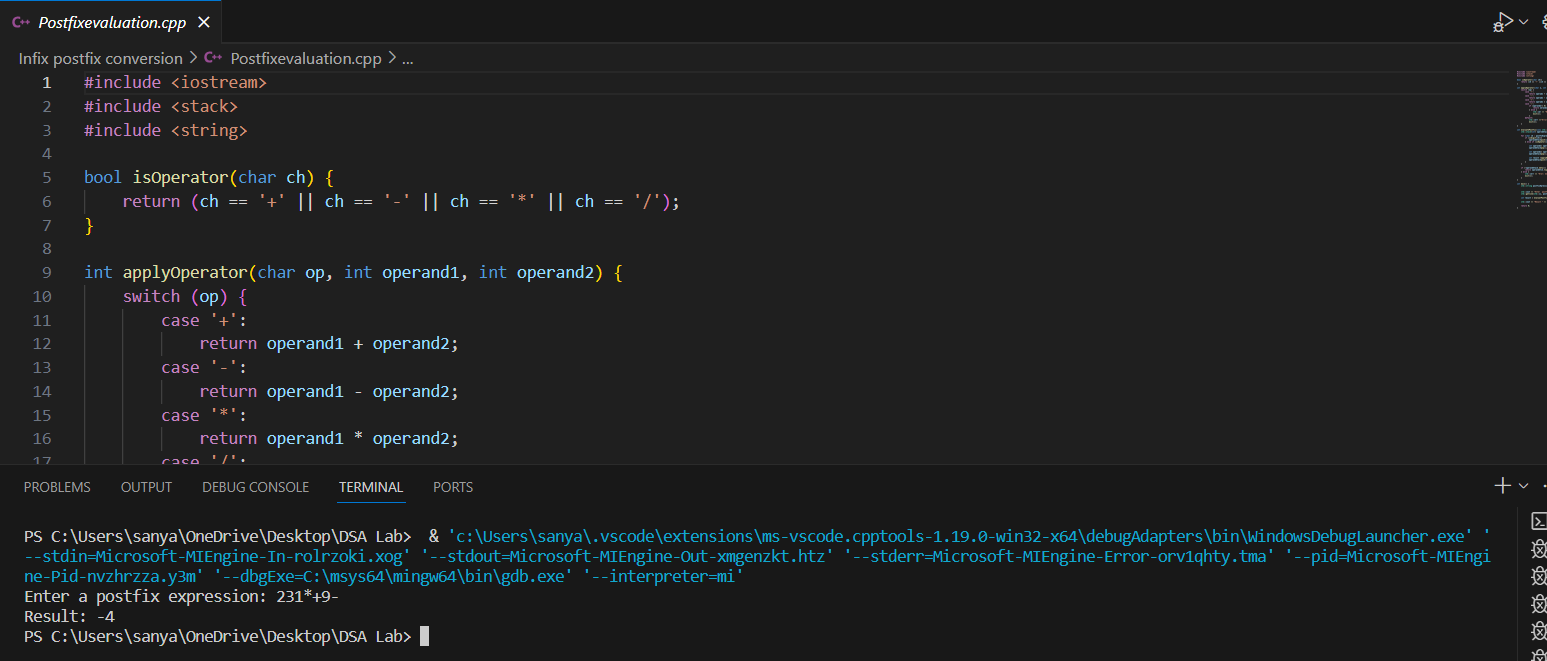 C++ Postfixevaluation.cpp ×
Infix postfix conversion > C++ Postfixevaluation.cpp > ...
1 #include <iostream>
2 #include <stack>
3 #include <string>
4
5 bool isOperator(char ch) {
6 return (ch == '+' || ch == '-' || ch == '*' || ch == '/');
7 }
8
9 int applyOperator(char op, int operand1, int operand2) {
10 switch (op) {
11 case '+':
12 return operand1 + operand2;
13 case '-':
14 return operand1 - operand2;
15 case '*':
16 return operand1 * operand2;
17 case '/':
PROBLEMS OUTPUT DEBUG CONSOLE TERMINAL PORTS
PS C:\Users\sanya\OneDrive\Desktop\DSA Lab> & 'c:\Users\sanya\.vscode\extensions\ms-vscode.cpptools-1.19.0-win32-x64\debugAdapters\bin\WindowsDebugLauncher.exe' '
--stdin=Microsoft-MIEngine-In-rolrzoki.xog' '--stdout=Microsoft-MIEngine-Out-xmgenzkt.htz' '--stderr=Microsoft-MIEngine-Error-orv1qhty.tma' '--pid=Microsoft-MIEngi
ne-Pid-nvzhrzza.y3m' '--dbgExe=C:\msys64\mingw64\bin\gdb.exe' '--interpreter=mi'
Enter a postfix expression: 231*+9-
Result: -4
PS C:\Users\sanya\OneDrive\Desktop\DSA Lab>